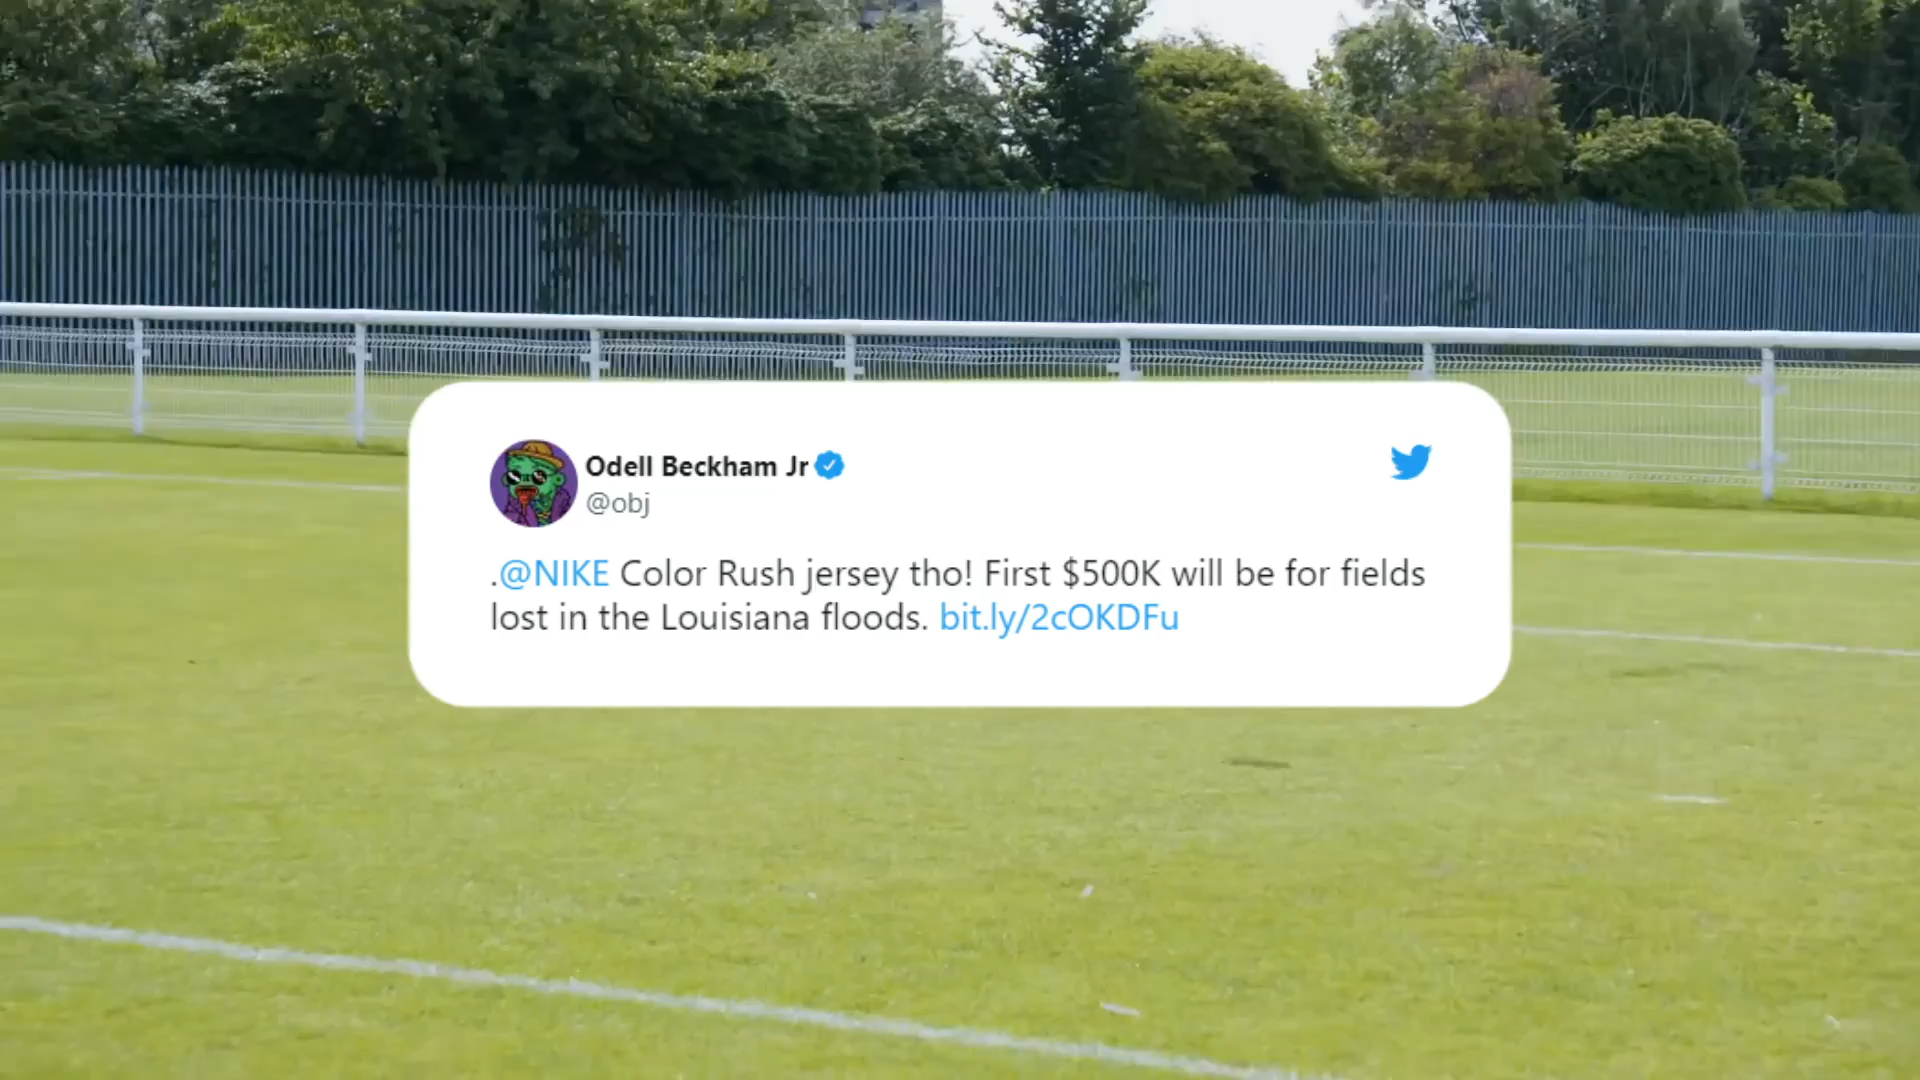 Odell Beckham Jr
@obj
.@NIKE Color Rush jersey tho! First $500K will be for fields
lost in the Louisiana floods. bit.ly/2cOKDFu